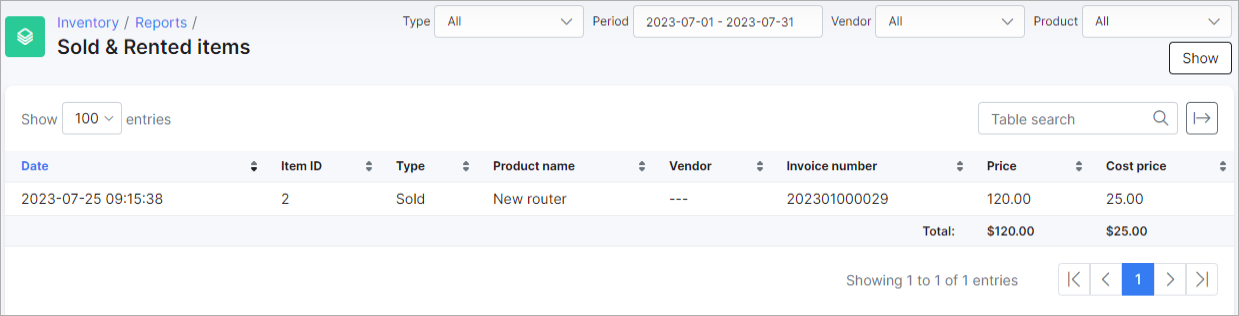 Inventory / Reports /
Sold & Rented items
Type All Period 2023-07-01 - 2023-07-31 Vendor All Product All
Show
Show 100 entries
Table search
Date Item ID Type Product name Vendor Invoice number Price Cost price
2023-07-25 09:15:38 2 Sold New router --- 202301000029 120.00 25.00
Total: $120.00 $25.00
Showing 1 to 1 of 1 entries
1